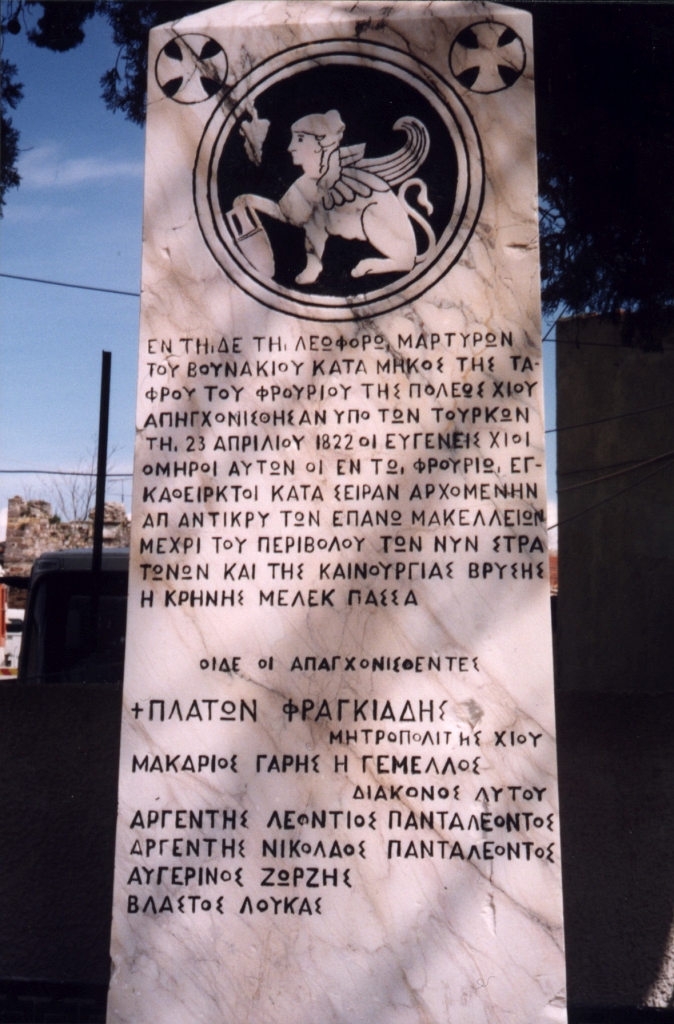 ΕΝ ΤΗ͵ΔΕ ΤΗ͵ ΛΕΩΦΟΡΩ͵ ΜΑΡΤΥΡΩΝ
ΤΟΥ ΒΟΥΝΑΚΙΟΥ ΚΑΤΑ ΜΗΚΟΣ ΤΗΣ ΤΑ-
ΦΡΟΥ ΤΟΥ ΦΡΟΥΡΙΟΥ ΤΗΣ ΠΟΛΕΩΣ ΧΙΟΥ
ΑΠΗΓΧΟΝΙΣΘΗΣΑΝ ΥΠΟ ΤΩΝ ΤΟΥΡΚΩΝ
ΤΗ͵ 23 ΑΠΡΙΛΙΟΥ 1822 ΟΙ ΕΥΓΕΝΕΙΣ ΧΙΟΙ
ΟΜΗΡΟΙ ΑΥΤΩΝ ΟΙ ΕΝ ΤΩ͵ ΦΡΟΥΡΙΩ͵ ΕΓ-
ΚΑΘΕΙΡΚΤΟΙ ΚΑΤΑ ΣΕΙΡΑΝ ΑΡΧΟΜΕΝΗΝ
ΑΠ ΑΝΤΙΚΡΥ ΤΩΝ ΕΠΑΝΩ ΜΑΚΕΛΛΕΙΩΝ
ΜΕΧΡΙ ΤΟΥ ΠΕΡΙΒΟΛΟΥ ΤΩΝ ΝΥΝ ΣΤΡΑ
ΤΩΝΩΝ ΚΑΙ ΤΗΣ ΚΑΙΝΟΥΡΓΙΑΣ ΒΡΥΣΗΣ
Η ΚΡΗΝΗΣ ΜΕΛΕΚ ΠΑΣΣΑ
ΟΙΔΕ ΟΙ ΑΠΑΓΧΟΝΙΣΘΕΝΤΕΣ
+ΠΛΑΤΩΝ ΦΡΑΓΚΙΑΔΗΣ
ΜΗΤΡΟΠΟΛΙΤΗΣ ΧΙΟΥ
ΜΑΚΑΡΙΟΣ ΓΑΡΗΣ Η ΓΕΜΕΛΛΟΣ
ΔΙΑΚΟΝΟΣ ΑΥΤΟΥ
ΑΡΓΕΝΤΗΣ ΛΕΟΝΤΙΟΣ ΠΑΝΤΑΛΕΟΝΤΟΣ
ΑΡΓΕΝΤΗΣ ΝΙΚΟΛΑΟΣ ΠΑΝΤΑΛΕΟΝΤΟΣ
ΑΥΓΕΡΙΝΟΣ ΖΩΡΖΗΣ
ΒΛΑΣΤΟΣ ΛΟΥΚΑΣ